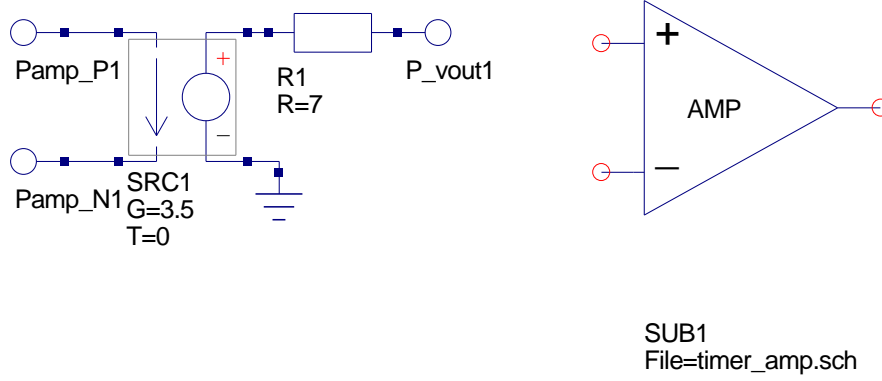 Pamp_P1
+
R1
R=7
P_vout1
Pamp_N1
−
SRC1
G=3.5
T=0
+
AMP
−
SUB1
File=timer_amp.sch